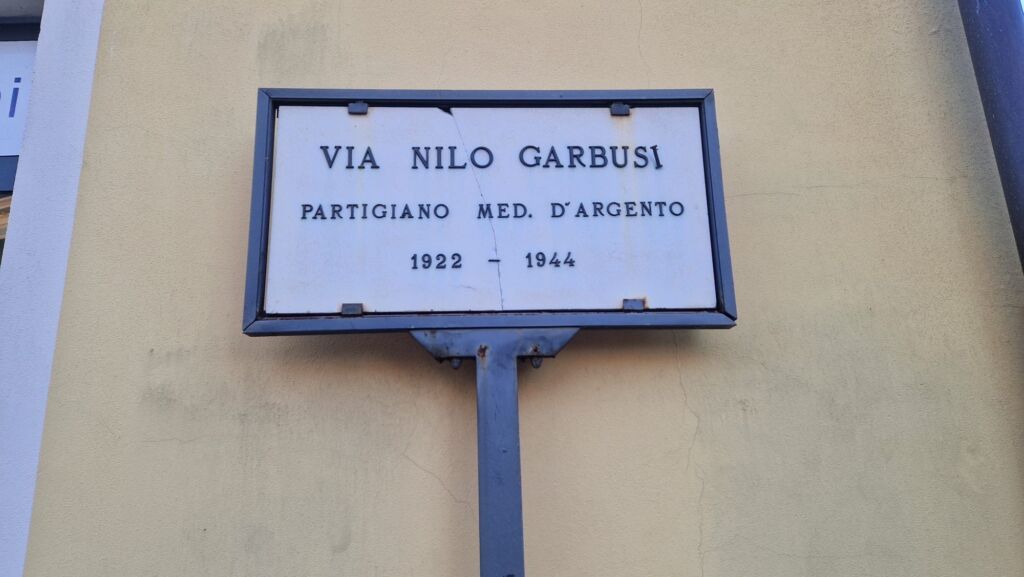 VIA NILO GARBUSI
PARTIGIANO MED. D'ARGENTO
1922 - 1944